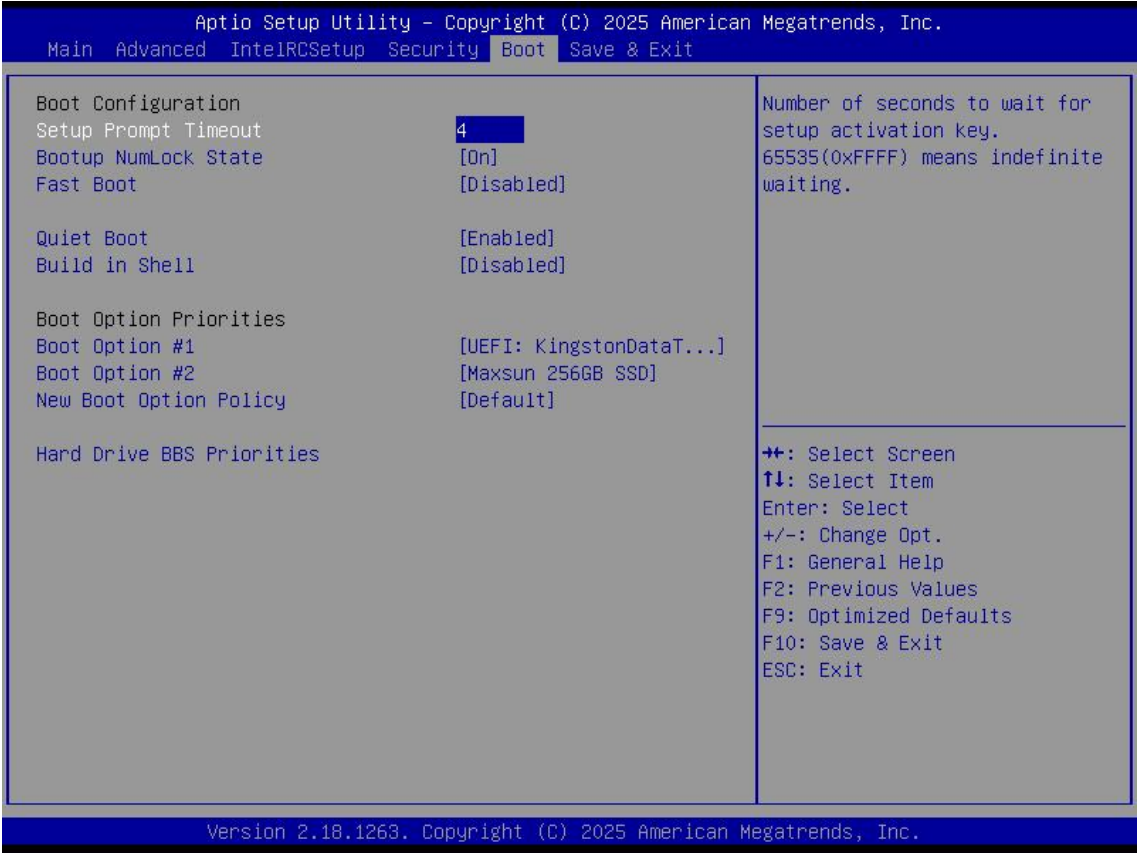 Aptio Setup Utility – Copyright (C) 2025 American Megatrends, Inc.
Main Advanced IntelRCSetup Security Boot Save & Exit
Boot Configuration
Setup Prompt Timeout 4
Bootup NumLock State [On]
Fast Boot [Disabled]
Quiet Boot [Enabled]
Build in Shell [Disabled]
Boot Option Priorities
Boot Option #1 [UEFI: KingstonDataT...]
Boot Option #2 [Maxsun 256GB SSD]
New Boot Option Policy [Default]
Hard Drive BBS Priorities
Number of seconds to wait for
setup activation key.
65535(0xFFFF) means indefinite
waiting.
→←: Select Screen
↑↓: Select Item
Enter: Select
+/-: Change Opt.
F1: General Help
F2: Previous Values
F9: Optimized Defaults
F10: Save & Exit
ESC: Exit
Version 2.18.1263. Copyright (C) 2025 American Megatrends, Inc.